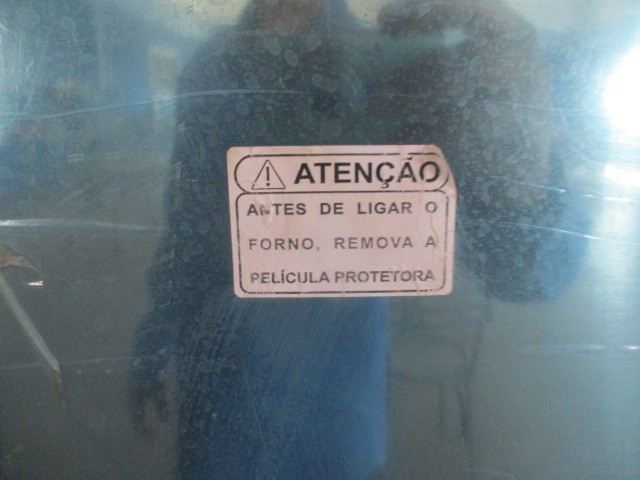 ATENÇÃO
ANTES DE LIGAR O
FORNO, REMOVA A
PELÍCULA PROTETORA